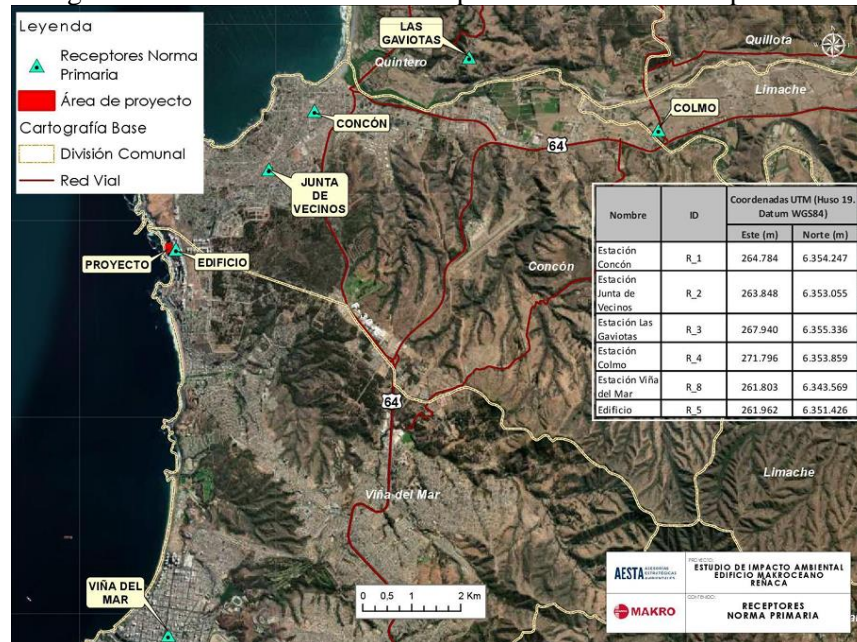 Leyenda
Receptores Norma
Primaria
Área de proyecto
Cartografía Base
División Comunal
Red Vial
LAS
GAVIOTAS
Quintero
Quillota
Limache
COLMO
CONCÓN
64
JUNTA
DE
VECINOS
PROYECTO
EDIFICIO
Concón
64
Viña del Mar
Limache
VIÑA DEL
MAR
Nombre ID Coordenadas UTM (Huso 19. Datum WGS84)
Este (m) Norte (m)
Estación Concón R_1 264.784 6.354.247
Estación Junta de Vecinos R_2 263.848 6.353.055
Estación Las Gaviotas R_3 267.940 6.355.336
Estación Colmo R_4 271.796 6.353.859
Estación Viña del Mar R_8 261.803 6.343.569
Edificio R_5 261.962 6.351.426
0 0,5 1 2 Km
AESTA ASESORÍAS ESTRATÉGICAS AMBIENTALES
MAKRO
PROYECTO:
ESTUDIO DE IMPACTO AMBIENTAL
EDIFICIO MAKROCEANO
REÑACA
CONTENIDO:
RECEPTORES
NORMA PRIMARIA